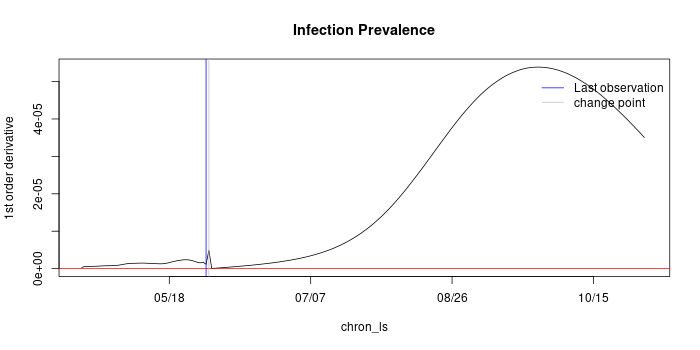 Infection Prevalence
1st order derivative
4e-05
2e-05
0e+00
Last observation
change point
05/18
07/07
08/26
10/15
chron_ls